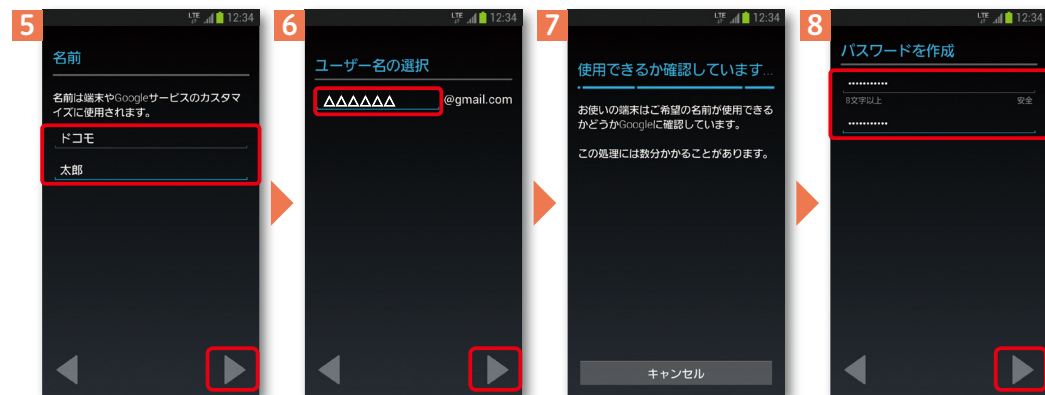 5
LTE 12:34
名前
名前は端末やGoogleサービスのカスタマ
イズに使用されます。
ドコモ
太郎
6
LTE 12:34
ユーザー名の選択
△△△△△△ @gmail.com
7
LTE 12:34
使用できるか確認しています...
お使いの端末はご希望の名前が使用できる
かどうかGoogleに確認しています。
この処理には数分かかることがあります。
キャンセル
8
LTE 12:34
パスワードを作成
•••••••••••
8文字以上 安全
•••••••••••